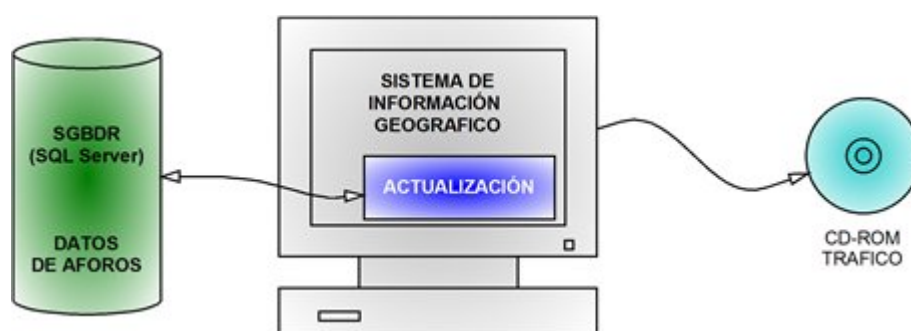 SGBDR
(SQL Server)
DATOS
DE AFOROS
SISTEMA DE
INFORMACIÓN
GEOGRAFICO
ACTUALIZACIÓN
CD-ROM
TRAFICO